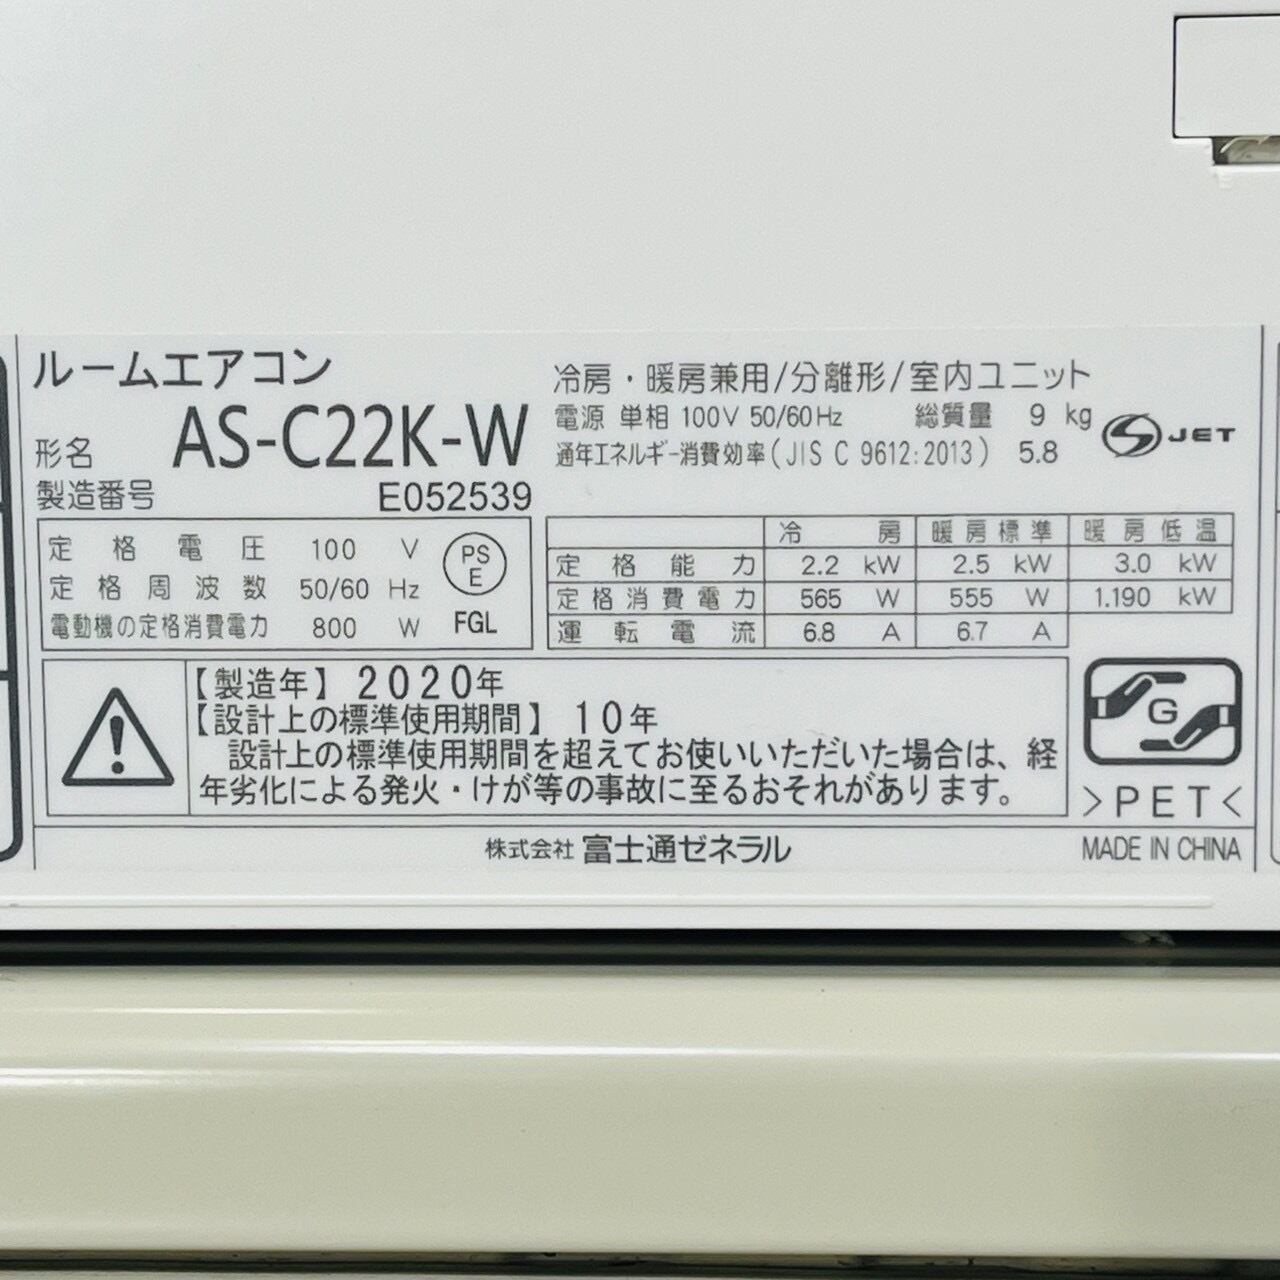 ルームエアコン
形名 AS-C22K-W
製造番号 E052539
冷房・暖房兼用/分離形/室内ユニット
電源 単相 100V 50/60Hz 総質量 9 kg
通年エネルギー消費効率(JIS C 9612:2013) 5.8
JET
定格電圧 100 V
定格周波数 50/60 Hz
電動機の定格消費電力 800 W
PS
E
FGL
冷房 暖房標準 暖房低温
定格能力 2.2 kW 2.5 kW 3.0 kW
定格消費電力 565 W 555 W 1.190 kW
運転電流 6.8 A 6.7 A
【製造年】2020年
【設計上の標準使用期間】10年
設計上の標準使用期間を超えてお使いいただいた場合は、経
年劣化による発火・けが等の事故に至るおそれがあります。
G
>PET<
株式会社 富士通ゼネラル
MADE IN CHINA